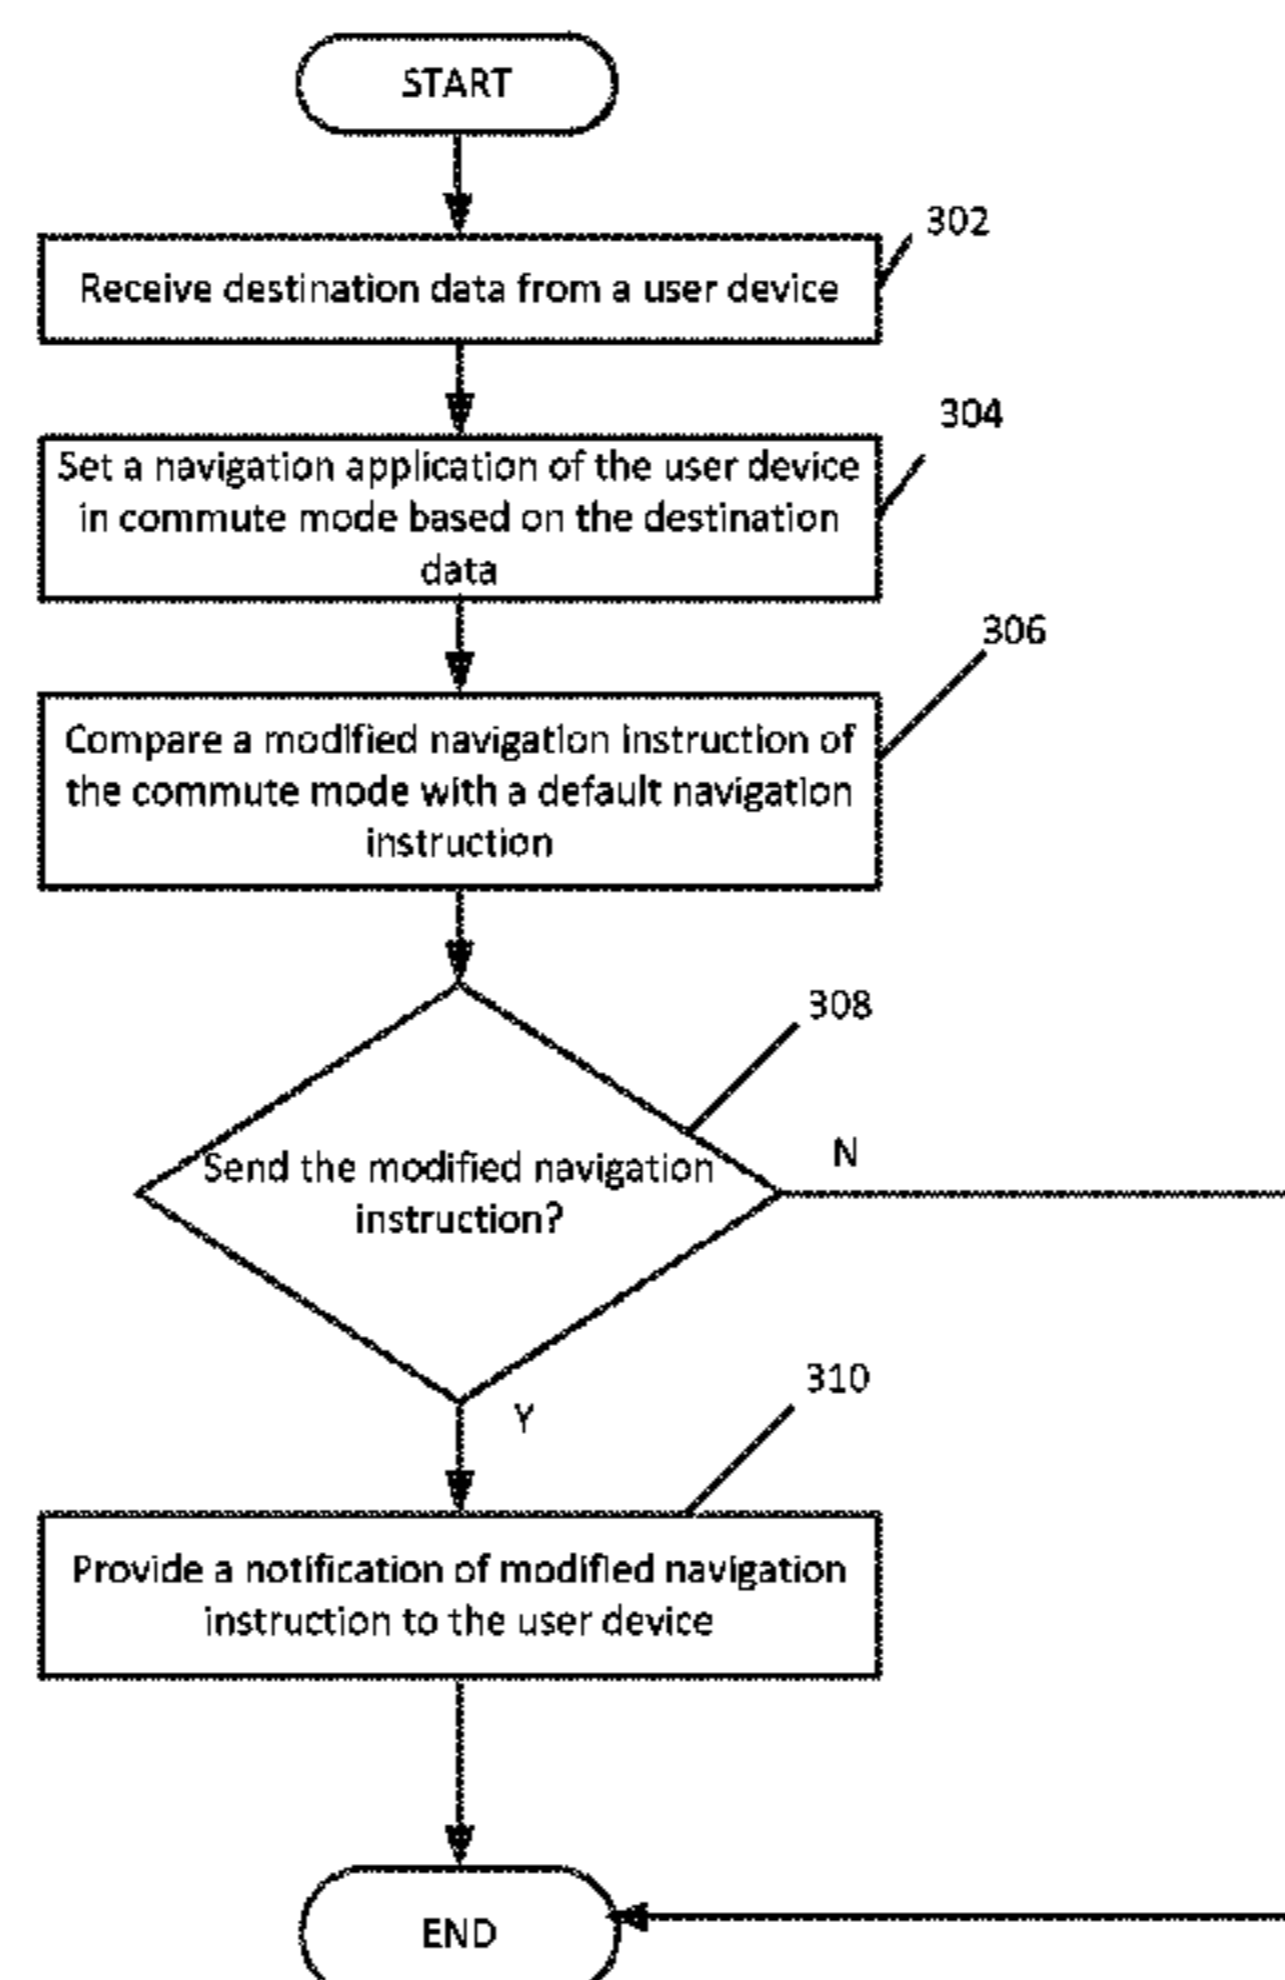 START
302
Receive destination data from a user device
304
Set a navigation application of the user device
in commute mode based on the destination
data
306
Compare a modified navigation instruction of
the commute mode with a default navigation
instruction
308
N
Send the modified navigation
instruction?
310
Y
Provide a notification of modified navigation
instruction to the user device
END